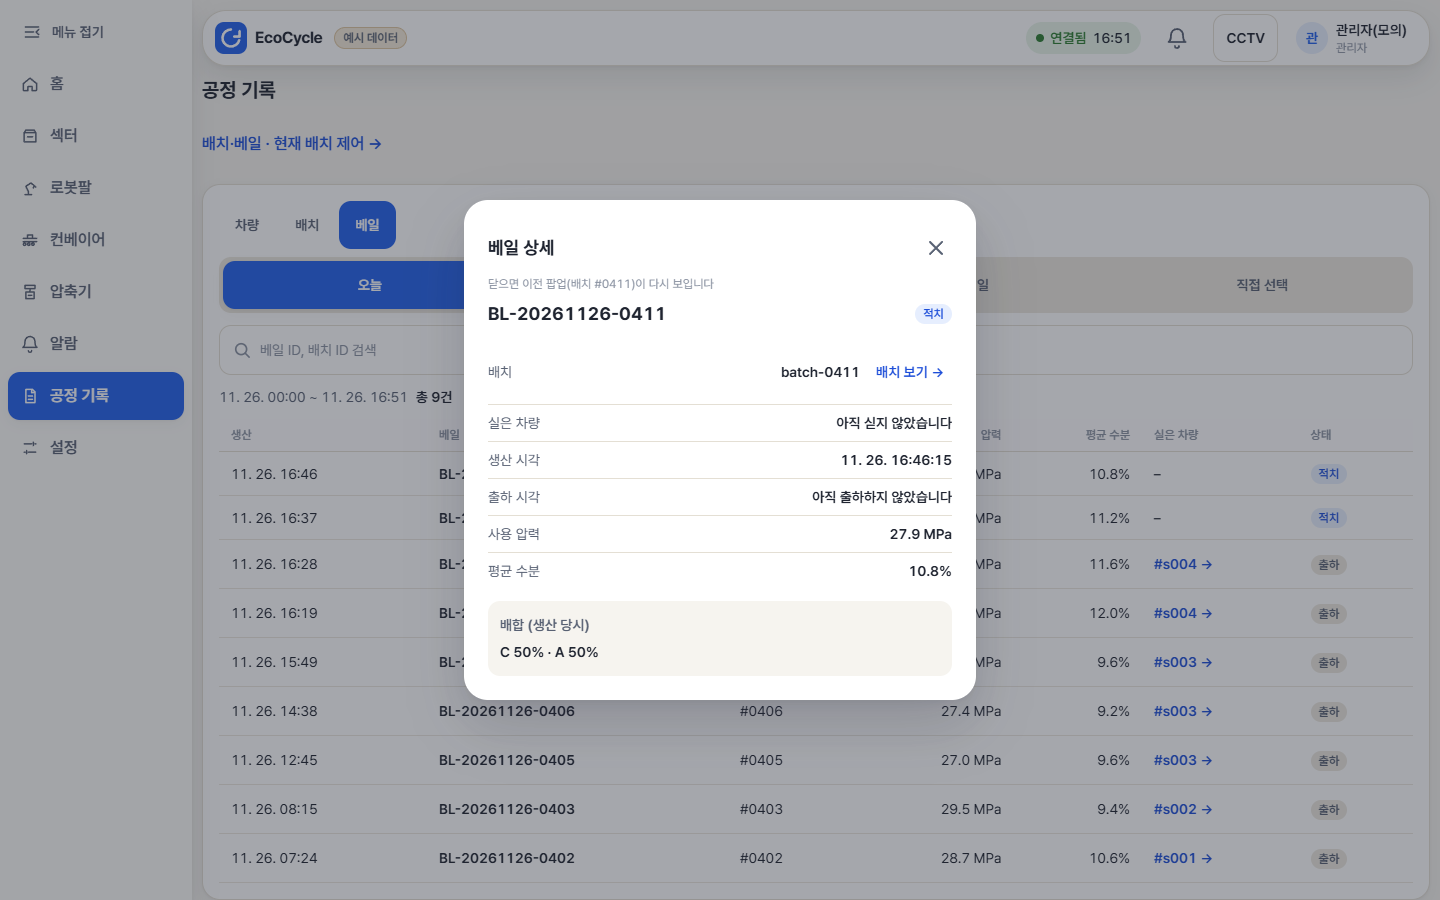 메뉴 접기
EcoCycle 예시 데이터 연결됨 16:51 CCTV 관 관리자(모의)
관리자
홈
섹터
로봇팔
컨베이어
압축기
알람
공정 기록
설정
공정 기록
배치·베일 · 현재 배치 제어 →
차량 배치 베일
오늘 일 직접 선택
베일 ID, 배치 ID 검색
11. 26. 00:00 ~ 11. 26. 16:51 총 9건
생산 베일 압력 평균 수분 실은 차량 상태
11. 26. 16:46 BL- MPa 10.8% – 적치
11. 26. 16:37 BL- MPa 11.2% – 적치
11. 26. 16:28 BL- MPa 11.6% #s004 → 출하
11. 26. 16:19 BL- MPa 12.0% #s004 → 출하
11. 26. 15:49 BL- MPa 9.6% #s003 → 출하
11. 26. 14:38 BL-20261126-0406 #0406 27.4 MPa 9.2% #s003 → 출하
11. 26. 12:45 BL-20261126-0405 #0405 27.0 MPa 9.6% #s003 → 출하
11. 26. 08:15 BL-20261126-0403 #0403 29.5 MPa 9.4% #s002 → 출하
11. 26. 07:24 BL-20261126-0402 #0402 28.7 MPa 10.6% #s001 → 출하
베일 상세
닫으면 이전 팝업(배치 #0411)이 다시 보입니다
BL-20261126-0411 적치
배치 batch-0411 배치 보기 →
실은 차량 아직 싣지 않았습니다
생산 시각 11. 26. 16:46:15
출하 시각 아직 출하하지 않았습니다
사용 압력 27.9 MPa
평균 수분 10.8%
배합 (생산 당시)
C 50% · A 50%